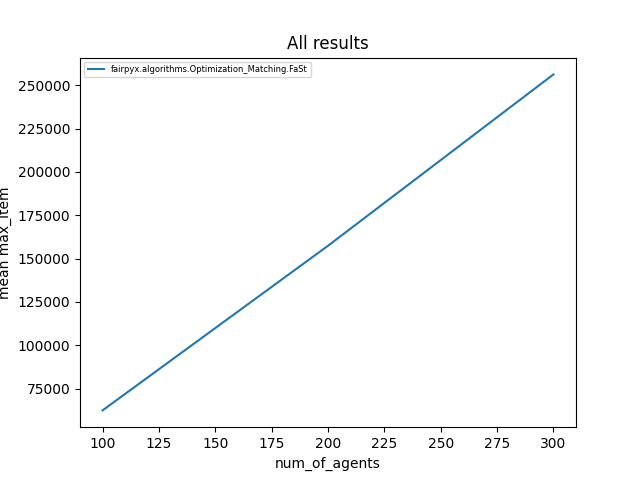 All results
fairpyx.algorithms.Optimization_Matching.FaSt
250000
225000
200000
175000
150000
125000
100000
75000
mean max_item
100 125 150 175 200 225 250 275 300
num_of_agents